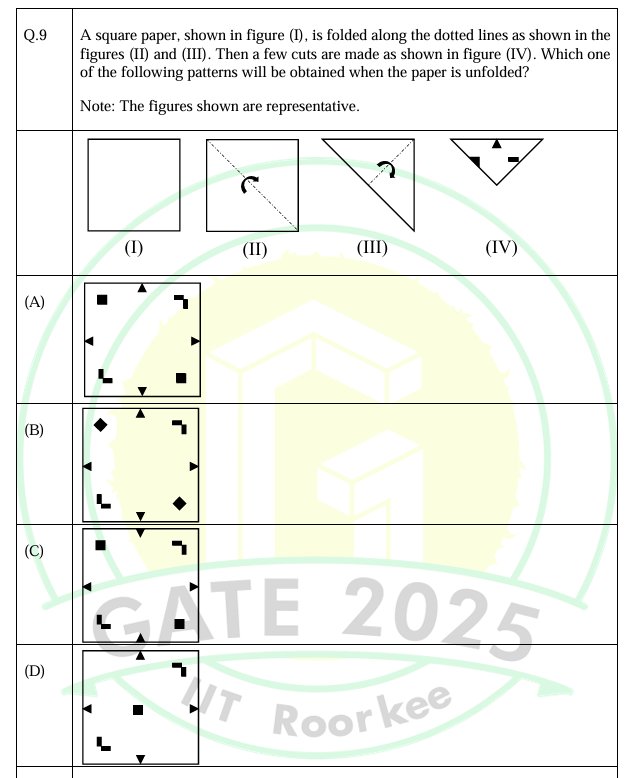 Q.9
A square paper, shown in figure (I), is folded along the dotted lines as shown in the
figures (II) and (III). Then a few cuts are made as shown in figure (IV). Which one
of the following patterns will be obtained when the paper is unfolded?
Note: The figures shown are representative.
(I)
(II)
(III)
(IV)
(A)
(B)
(C)
(D)
GATE 2025
IIT Roorkee